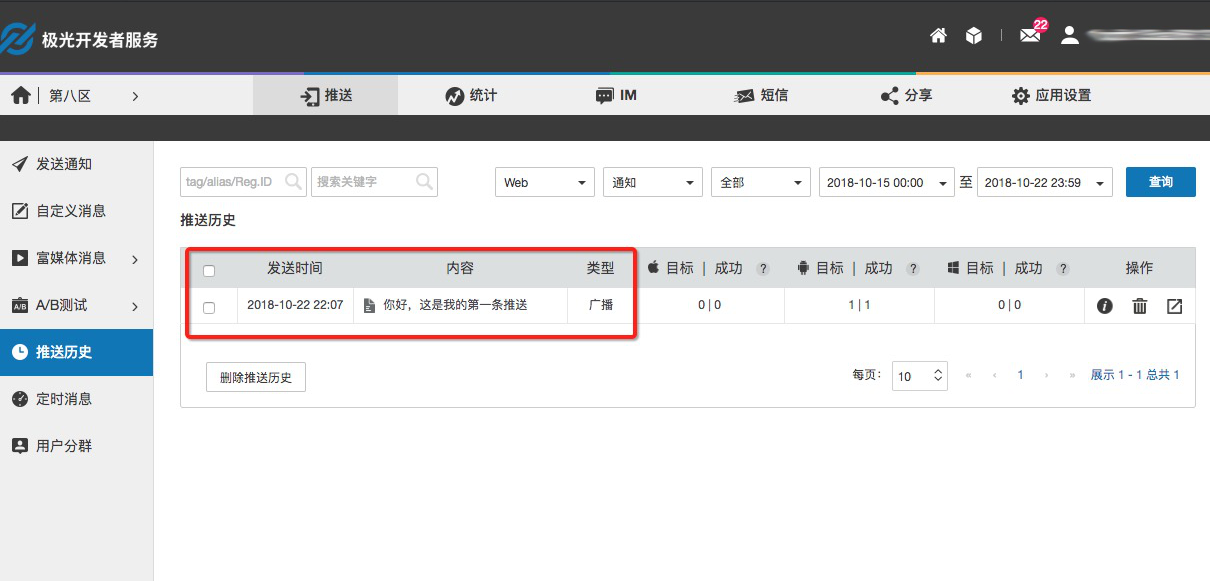 极光开发者服务
22
第八区
推送
统计
IM
短信
分享
应用设置
发送通知
自定义消息
富媒体消息
A/B测试
推送历史
定时消息
用户分群
tag/alias/Reg.ID
搜索关键字
Web
通知
全部
2018-10-15 00:00
至
2018-10-22 23:59
查询
推送历史
发送时间 内容 类型 目标 | 成功 ? 目标 | 成功 ? 目标 | 成功 ? 操作
2018-10-22 22:07 你好，这是我的第一条推送 广播 0 | 0 1 | 1 0 | 0
删除推送历史
每页： 10 « ‹ 1 › » 展示 1 - 1 总共 1